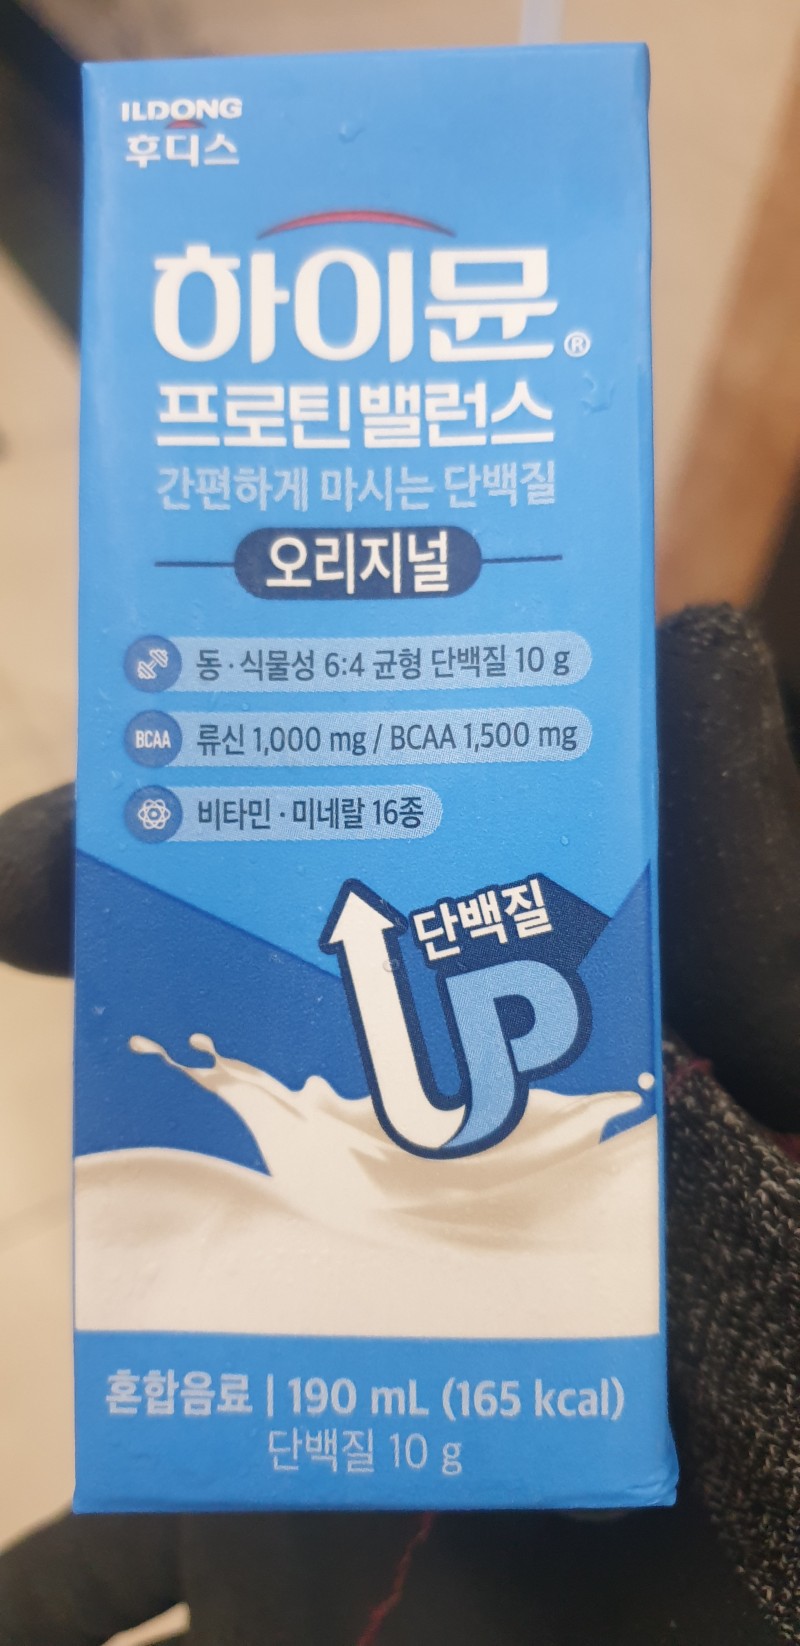 ILDONG
후디스
하이뮨®
프로틴밸런스
간편하게 마시는 단백질
오리지널
동·식물성 6:4 균형 단백질 10 g
BCAA 류신 1,000 mg / BCAA 1,500 mg
비타민·미네랄 16종
단백질
UP
혼합음료 | 190 mL (165 kcal)
단백질 10 g